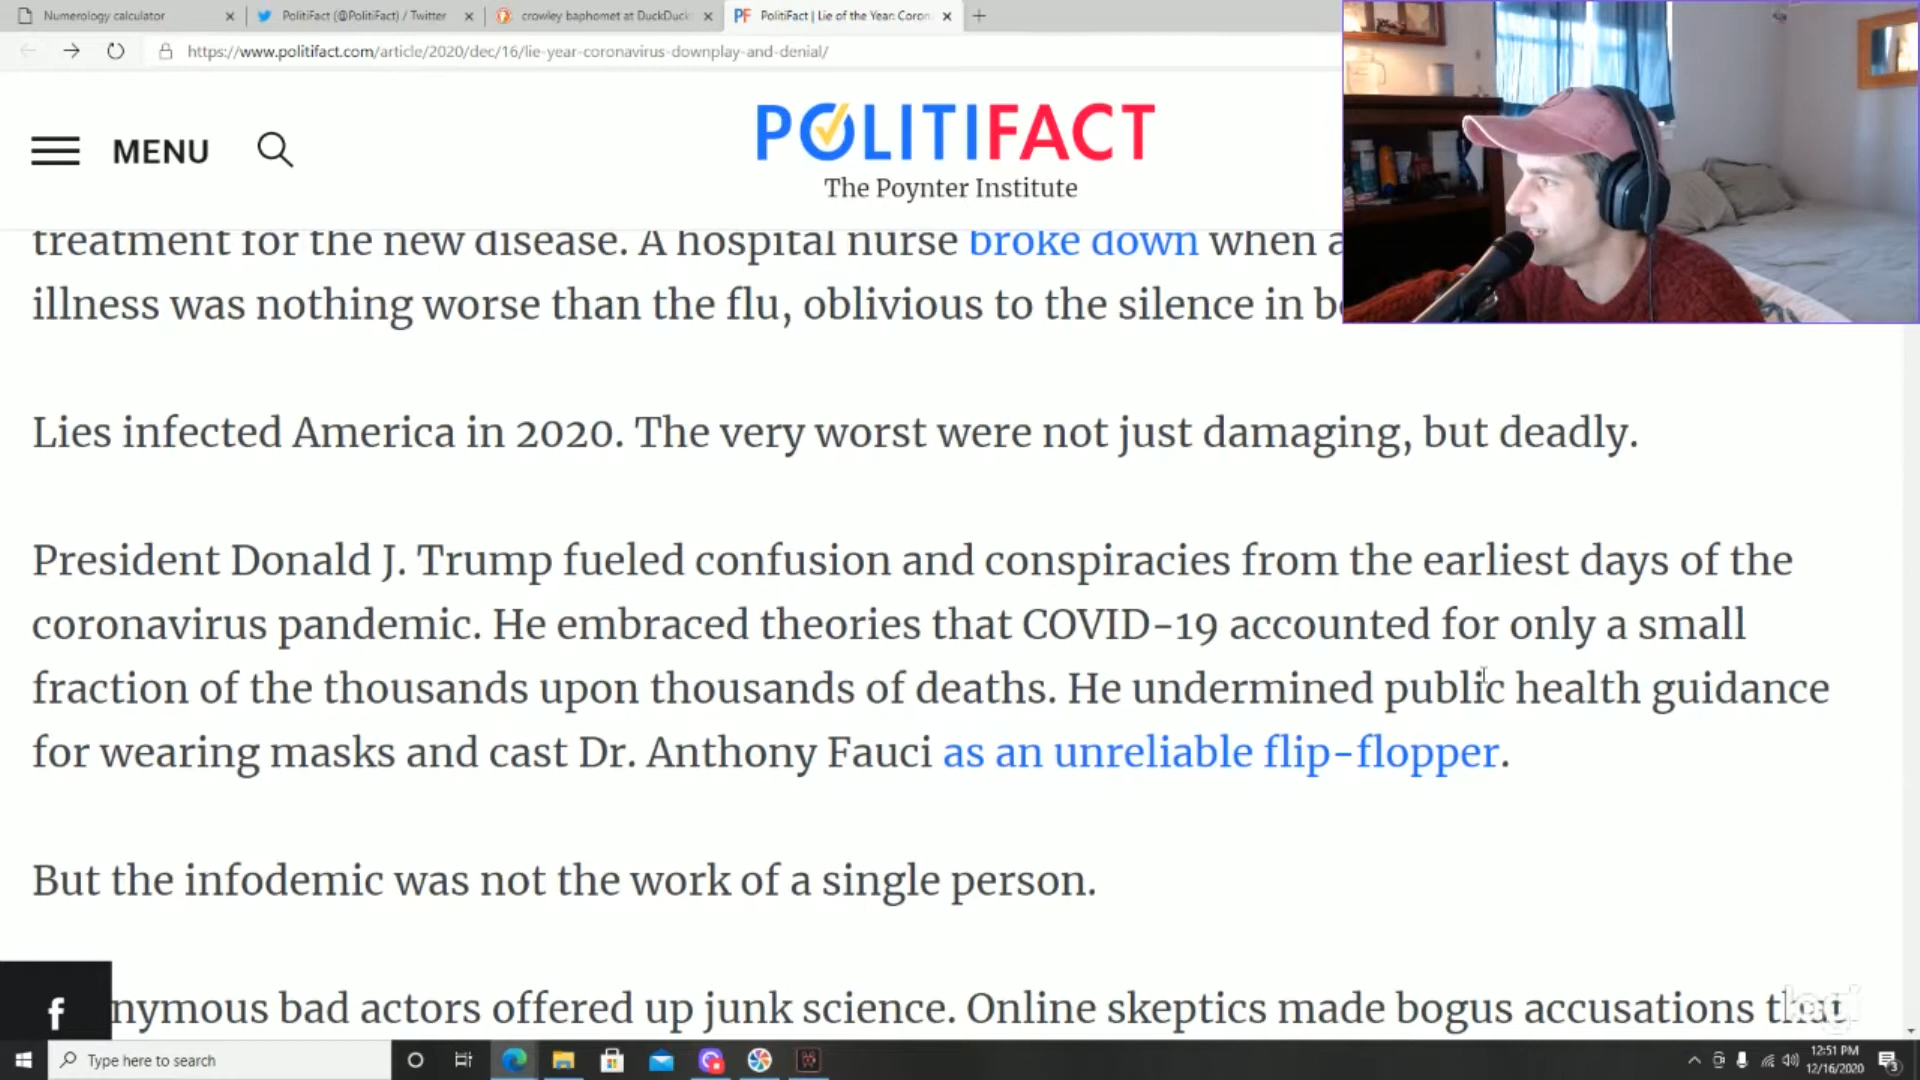 Numerology calculator
PolitiFact (@PolitiFact) / Twitter
crowley baphomet at DuckDuck
PolitiFact | Lie of the Year: Coron
https://www.politifact.com/article/2020/dec/16/lie-year-coronavirus-downplay-and-denial/
MENU
POLITIFACT
The Poynter Institute
treatment for the new disease. A hospital nurse broke down when a
illness was nothing worse than the flu, oblivious to the silence in be
Lies infected America in 2020. The very worst were not just damaging, but deadly.
President Donald J. Trump fueled confusion and conspiracies from the earliest days of the
coronavirus pandemic. He embraced theories that COVID-19 accounted for only a small
fraction of the thousands upon thousands of deaths. He undermined public health guidance
for wearing masks and cast Dr. Anthony Fauci as an unreliable flip-flopper.
But the infodemic was not the work of a single person.
nymous bad actors offered up junk science. Online skeptics made bogus accusations that
logi
Type here to search
12:51 PM
12/16/2020
3